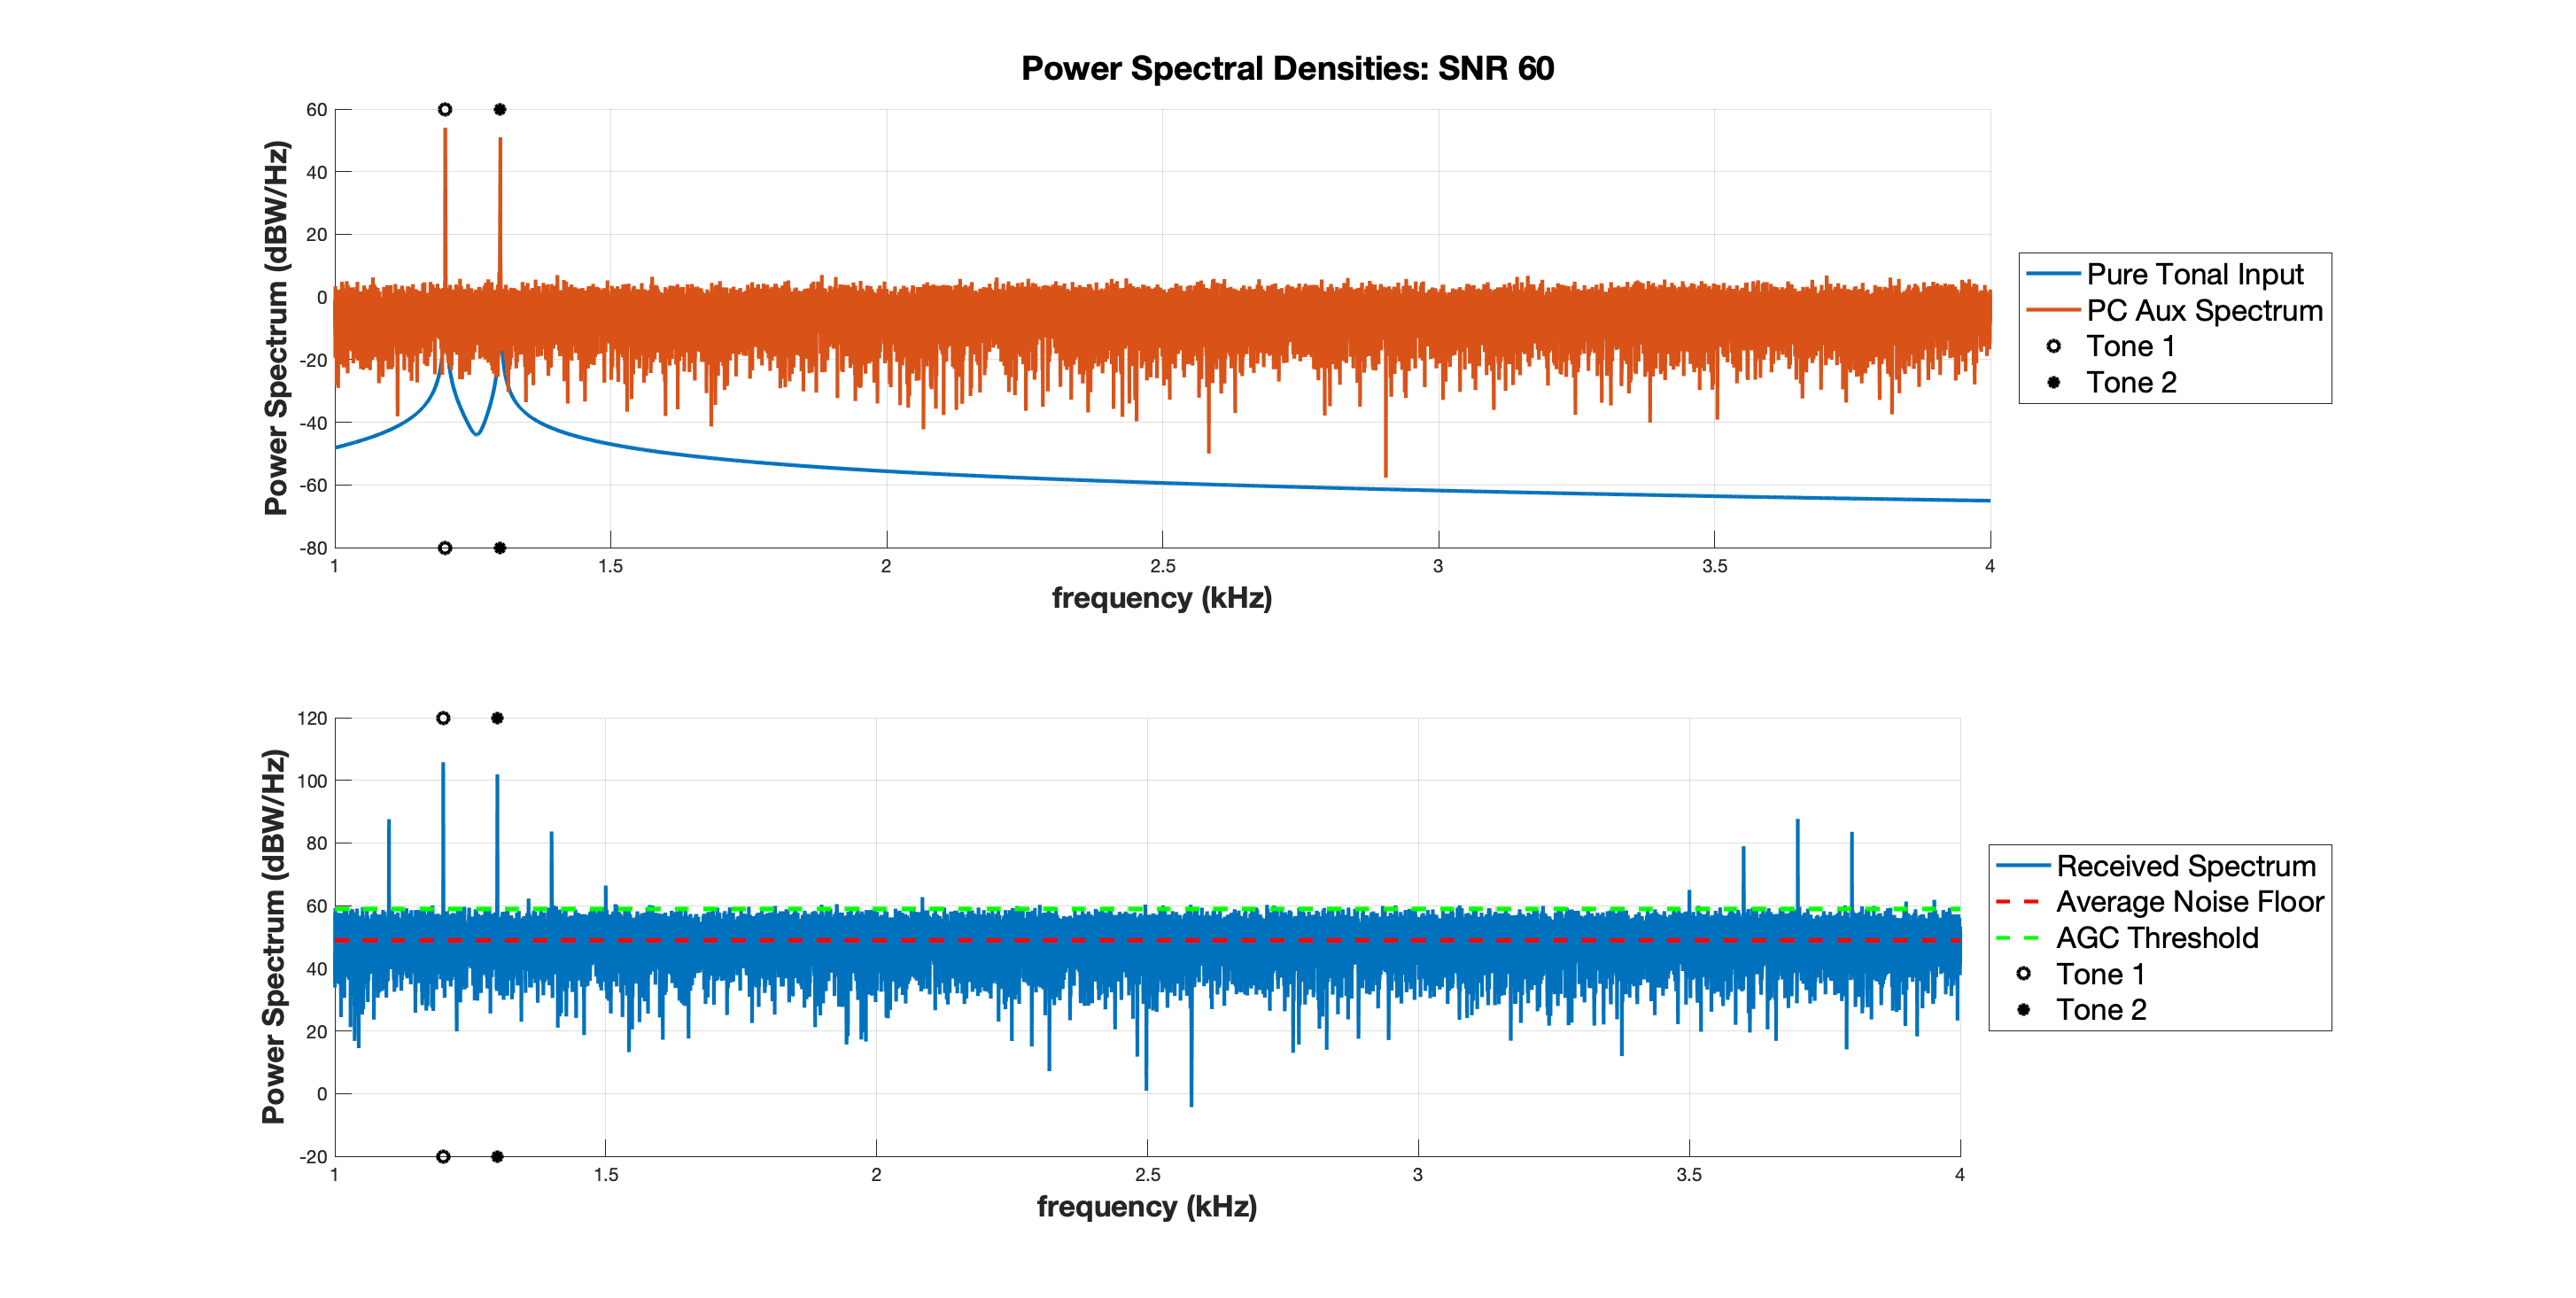 Power Spectral Densities: SNR 60
Power Spectrum (dBW/Hz)
60
40
20
0
-20
-40
-60
-80
1
1.5
2
2.5
3
3.5
4
frequency (kHz)
Pure Tonal Input
PC Aux Spectrum
Tone 1
Tone 2
Power Spectrum (dBW/Hz)
120
100
80
60
40
20
0
-20
1
1.5
2
2.5
3
3.5
4
frequency (kHz)
Received Spectrum
Average Noise Floor
AGC Threshold
Tone 1
Tone 2